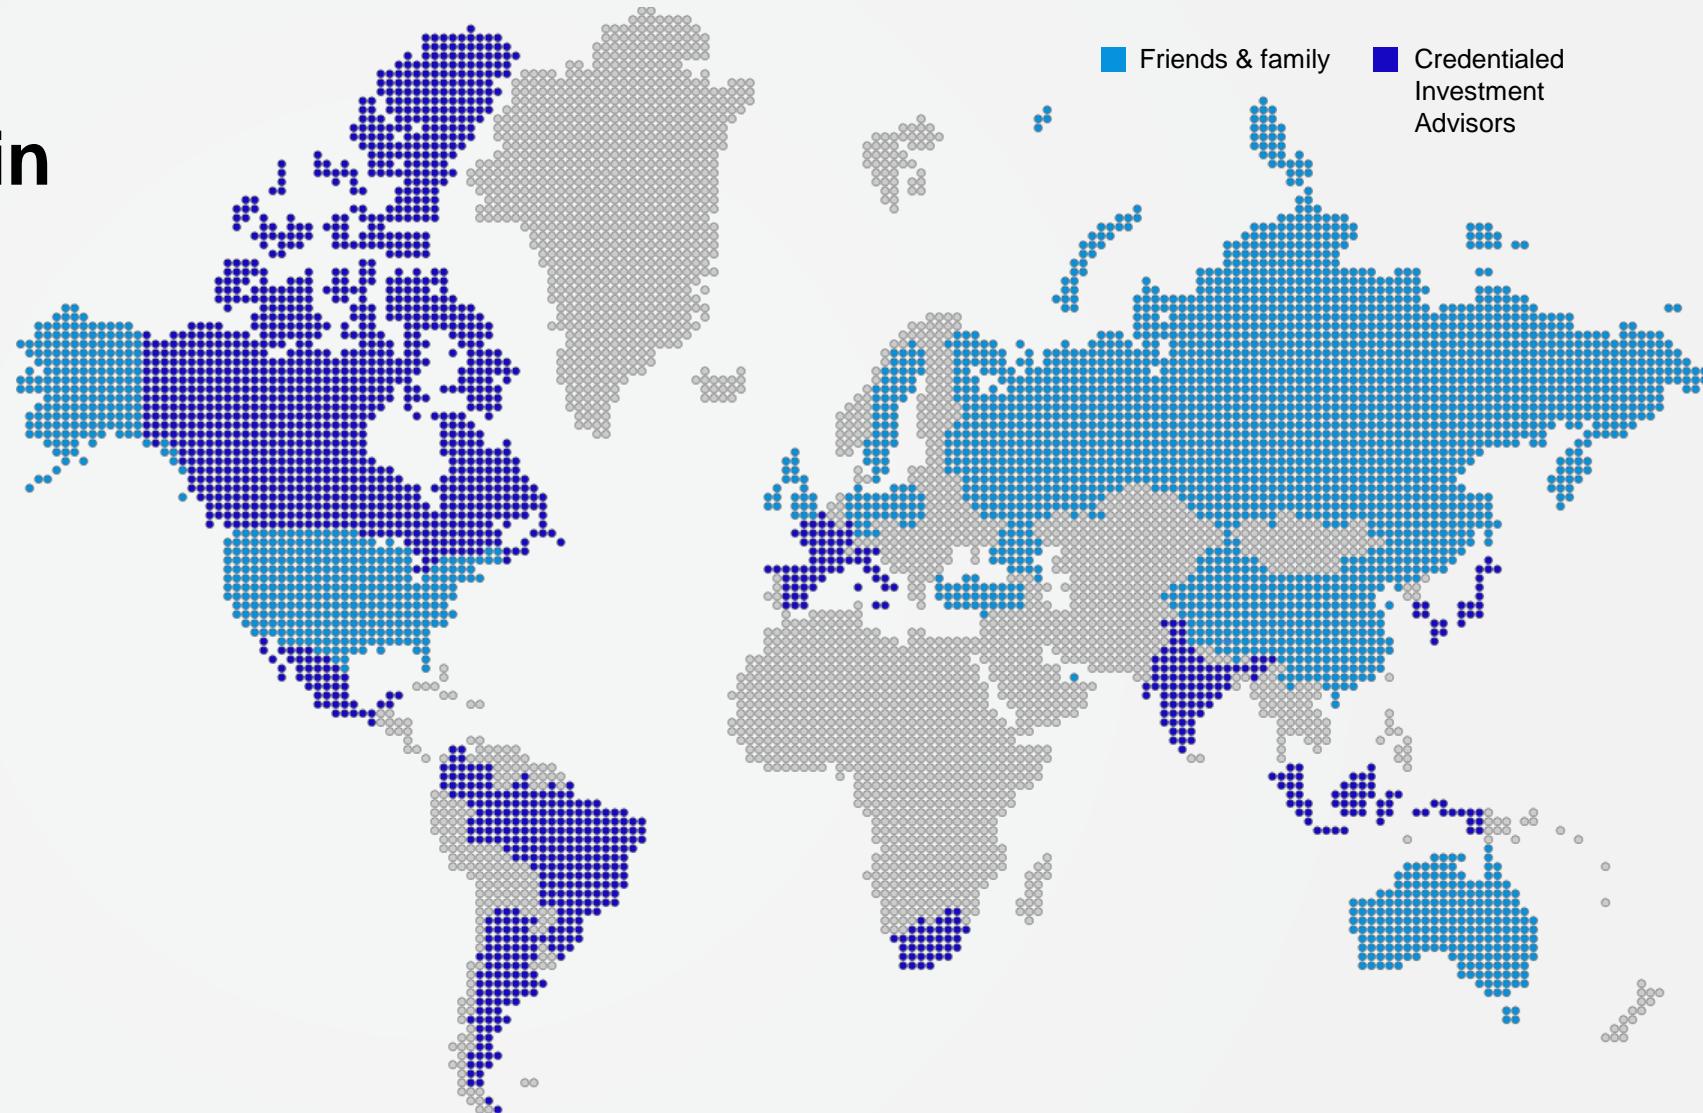 in
Friends & family
Credentialed
Investment
Advisors